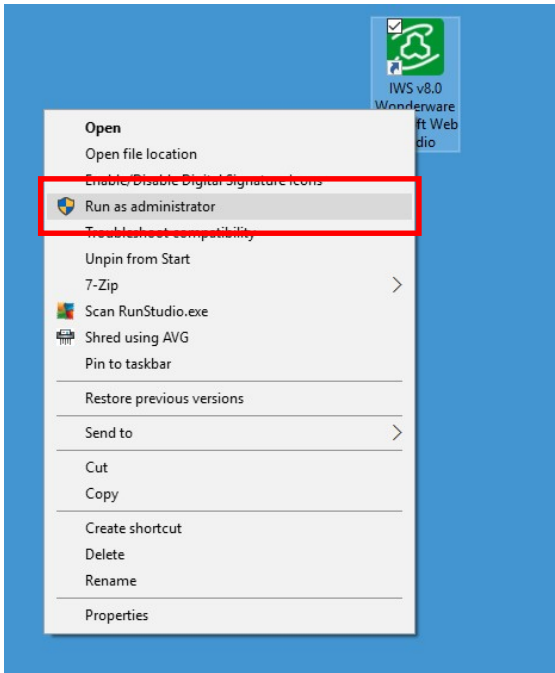 IWS v8.0
Wonderware
ft Web
dio
Open
Open file location
Enable/Disable Digital Signature Icons
Run as administrator
Troubleshoot compatibility
Unpin from Start
7-Zip
Scan RunStudio.exe
Shred using AVG
Pin to taskbar
Restore previous versions
Send to
Cut
Copy
Create shortcut
Delete
Rename
Properties